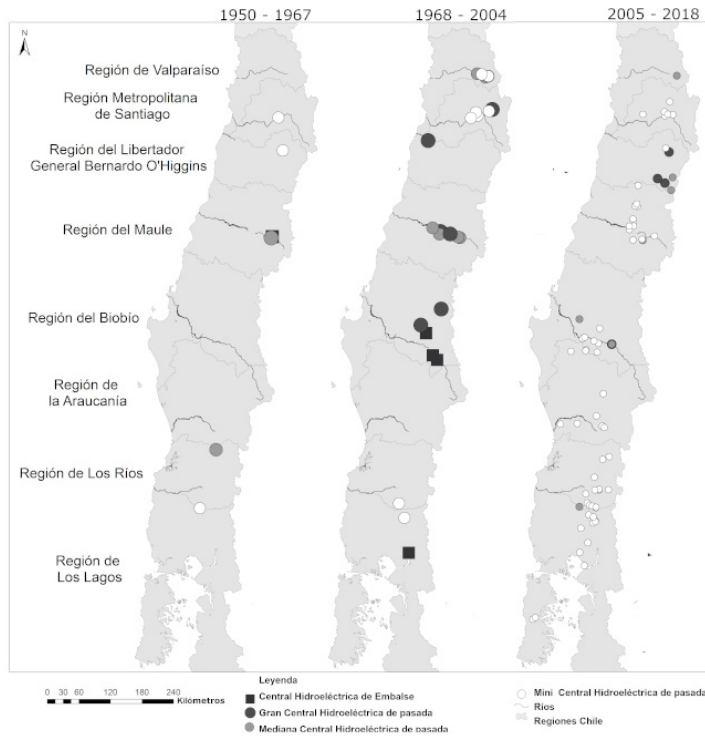 1950 - 1967
1968 - 2004
2005 - 2018
N
Región de Valparaíso
Región Metropolitana
de Santiago
Región del Libertador
General Bernardo O'Higgins
Región del Maule
Región del Biobío
Región de
la Araucanía
Región de Los Ríos
Región de
Los Lagos
0 30 60 120 180 240
Kilómetros
Leyenda
Central Hidroeléctrica de Embalse
Gran Central Hidroeléctrica de pasada
Mediana Central Hidroeléctrica de pasada
Mini Central Hidroeléctrica de pasada
Ríos
Regiones Chile